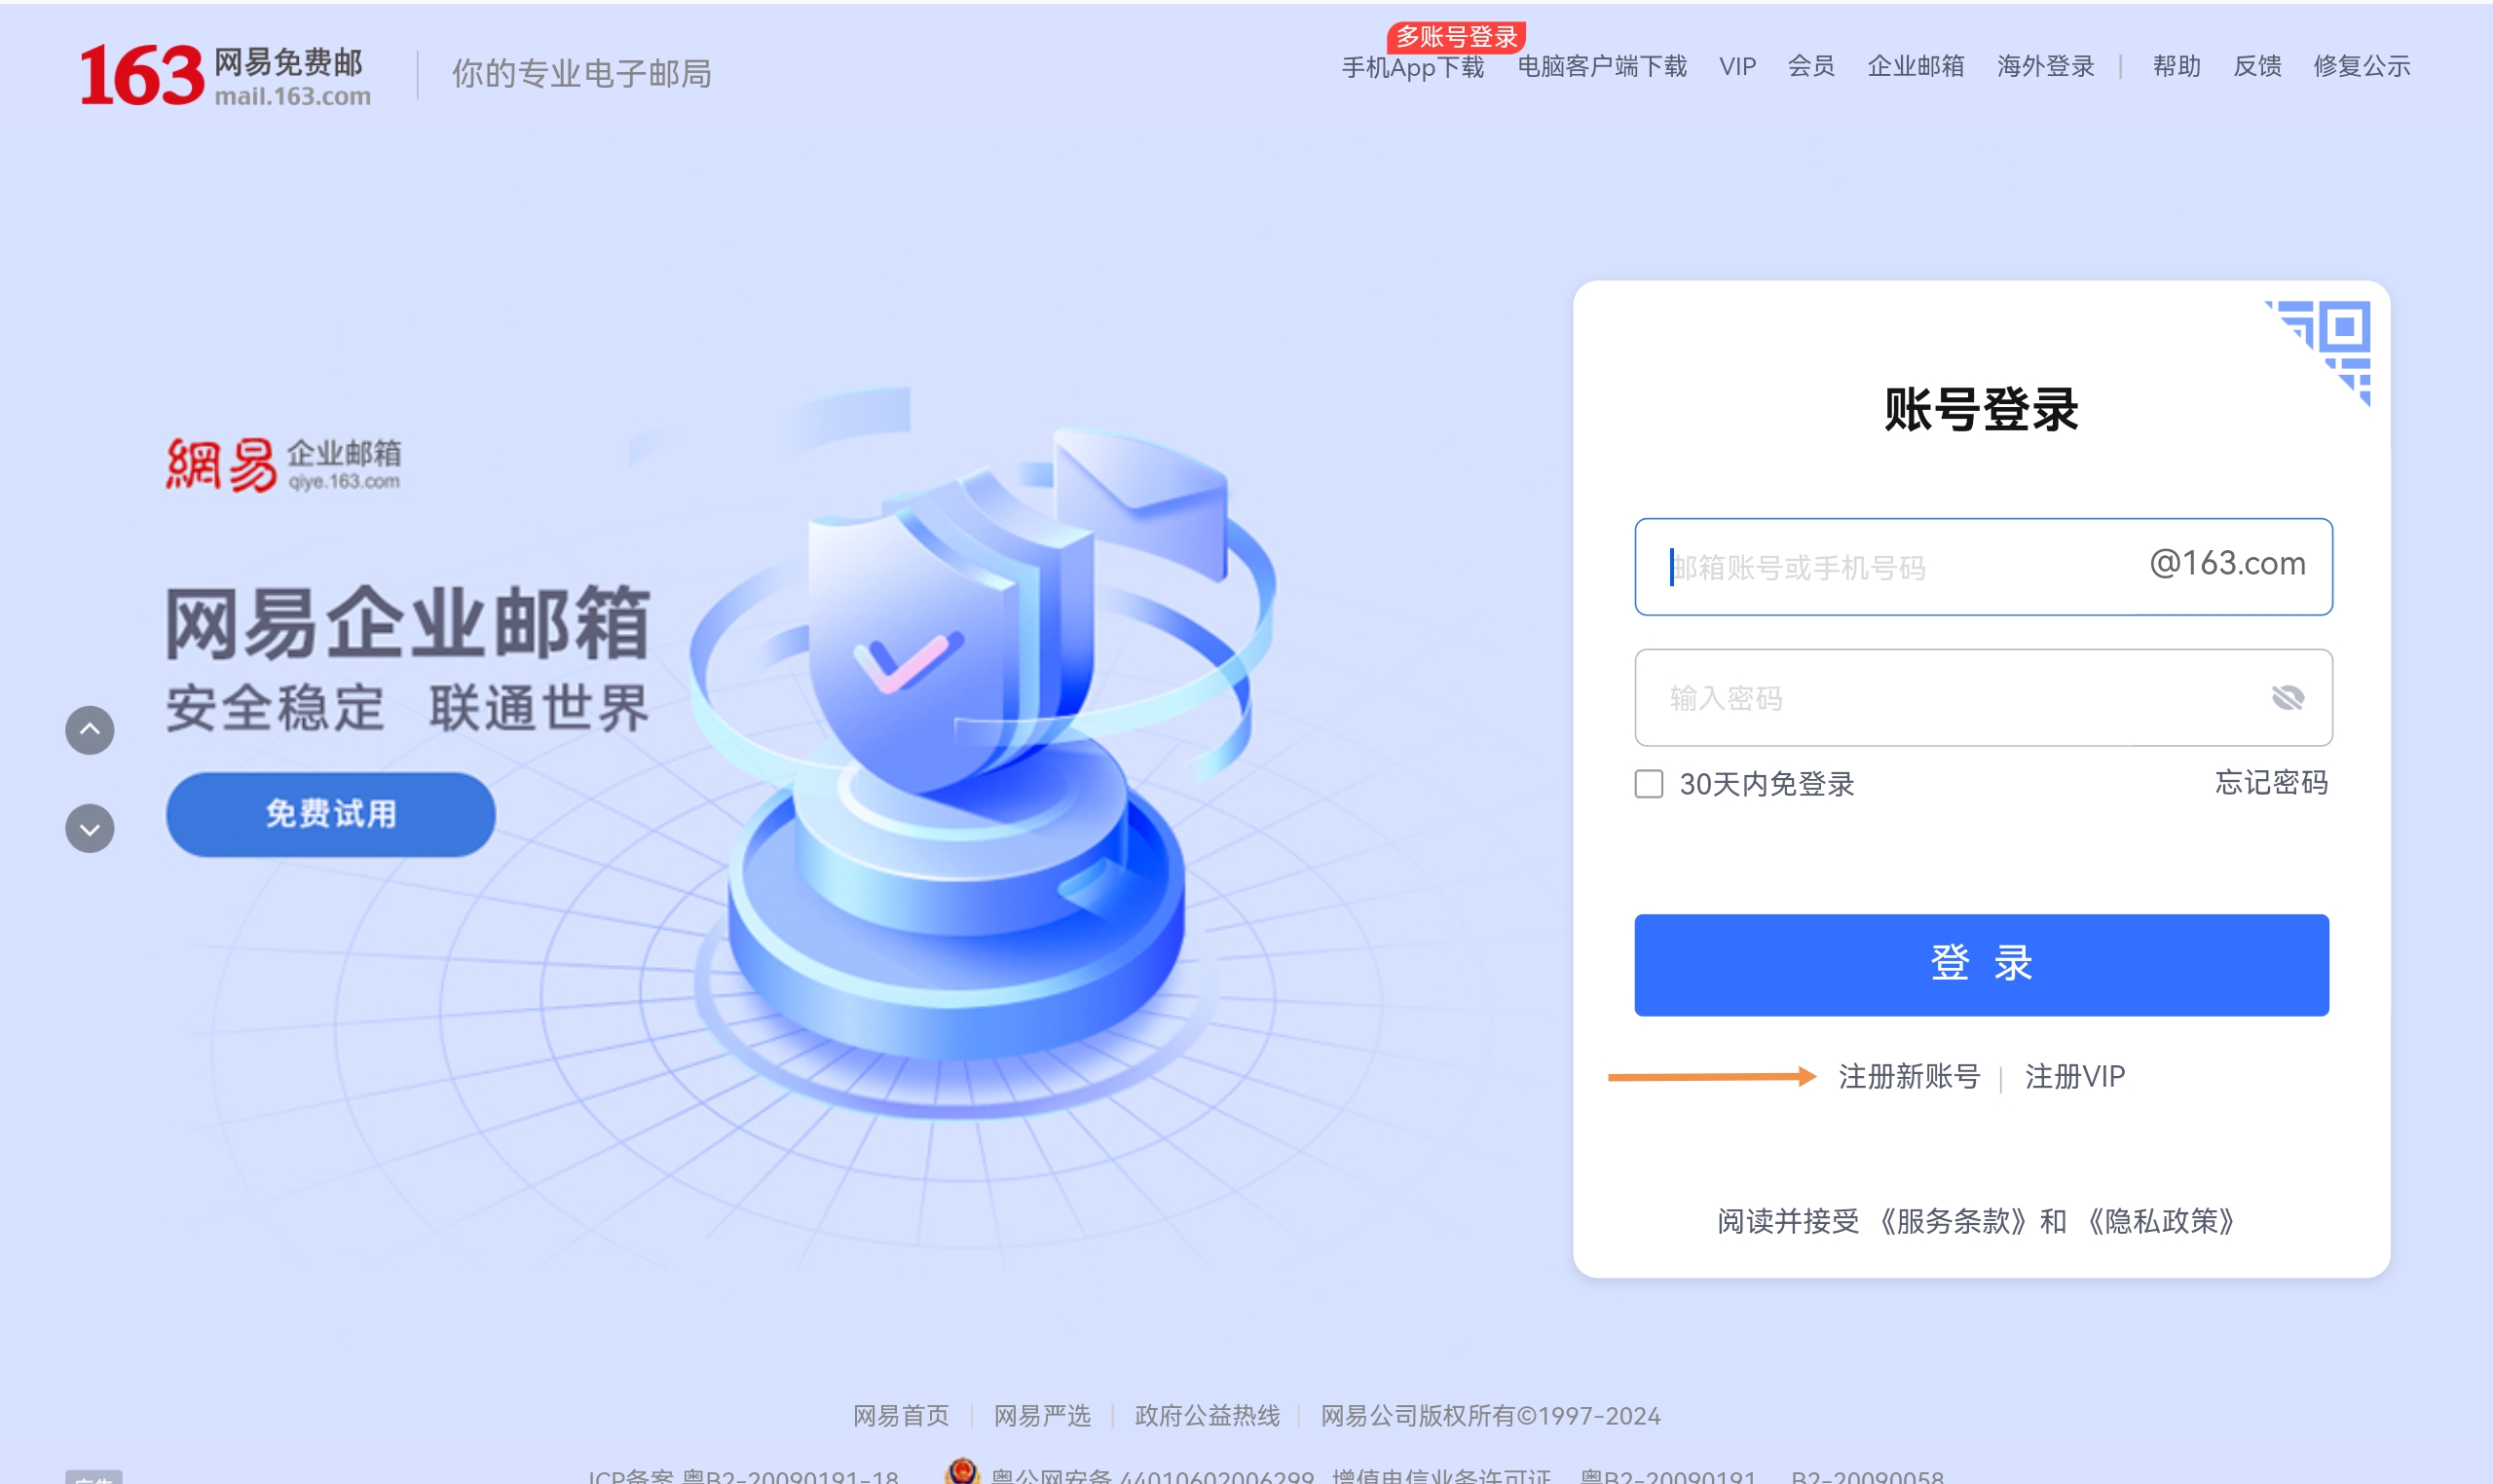 163 网易免费邮
mail.163.com
你的专业电子邮局
多账号登录
手机App下载 电脑客户端下载 VIP 会员 企业邮箱 海外登录 | 帮助 反馈 修复公示
網易 企业邮箱
qiye.163.com
网易企业邮箱
安全稳定 联通世界
免费试用
账号登录
邮箱账号或手机号码 @163.com
输入密码
30天内免登录 忘记密码
登 录
注册新账号 | 注册VIP
阅读并接受《服务条款》和《隐私政策》
网易首页 | 网易严选 | 政府公益热线 | 网易公司版权所有©1997-2024
ICP备案 粤B2-20090191-18 粤公网安备 44010602006299 增值电信业务许可证 粤B2-20090191 B2-20090058